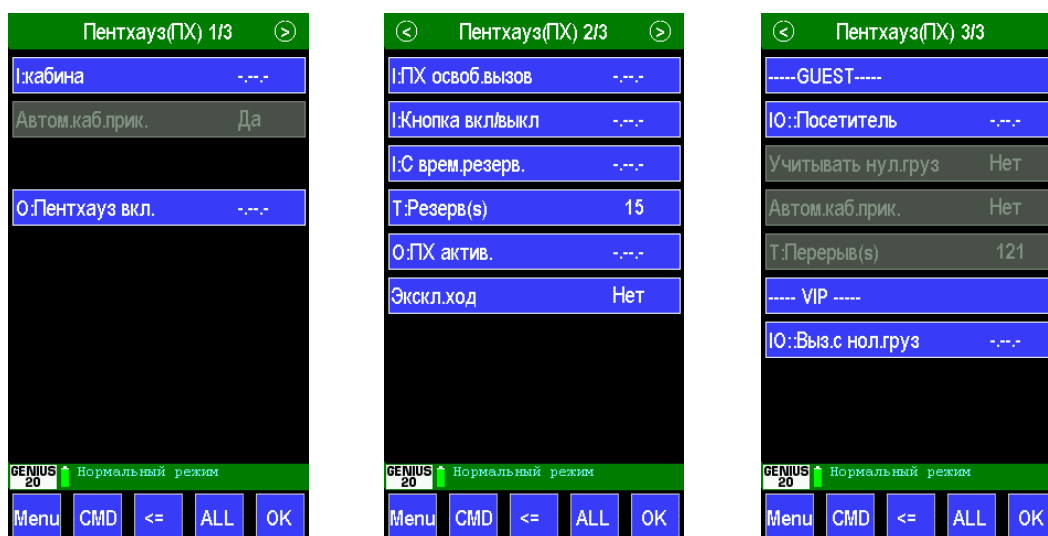 Пентхауз(ПХ) 1/3 >
I:кабина -.--.-
Автом.каб.прик. Да
O:Пентхауз вкл. -.--.-
GENIUS 20 Нормальный режим
Menu CMD <= ALL OK
< Пентхауз(ПХ) 2/3 >
I:ПХ освоб.вызов -.--.-
I:Кнопка вкл/выкл -.--.-
I:С врем.резерв. -.--.-
T:Резерв(s) 15
O:ПХ актив. -.--.-
Экскл.ход Нет
GENIUS 20 Нормальный режим
Menu CMD <= ALL OK
< Пентхауз(ПХ) 3/3
-----GUEST-----
IO::Посетитель -.--.-
Учитывать нул.груз Нет
Автом.каб.прик. Нет
T:Перерыв(s) 121
----- VIP -----
IO::Выз.с нол.груз -.--.-
GENIUS 20 Нормальный режим
Menu CMD <= ALL OK